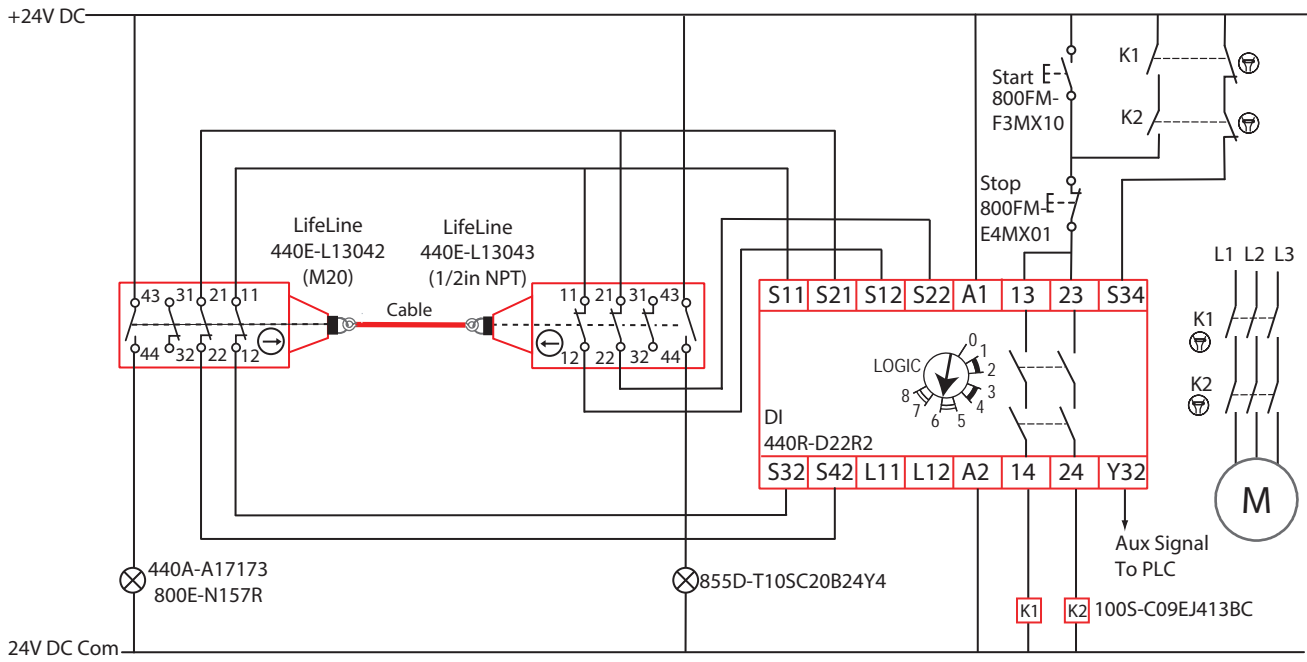 +24V DC
K1
Start
800FM-
F3MX10
K2
Stop
800FM-
E4MX01
LifeLine
440E-L13042
(M20)
LifeLine
440E-L13043
(1/2in NPT)
L1 L2 L3
43 31 21 11
Cable
11 21 31 43
S11 S21 S12 S22 A1 13 23 S34
K1
44 32 22 12
12 22 32 44
LOGIC
0
1
2
3
4
5
6
7
8
K2
DI
440R-D22R2
S32 S42 L11 L12 A2 14 24 Y32
M
Aux Signal
To PLC
440A-A17173
800E-N157R
855D-T10SC20B24Y4
K1
K2 100S-C09EJ413BC
24V DC Com